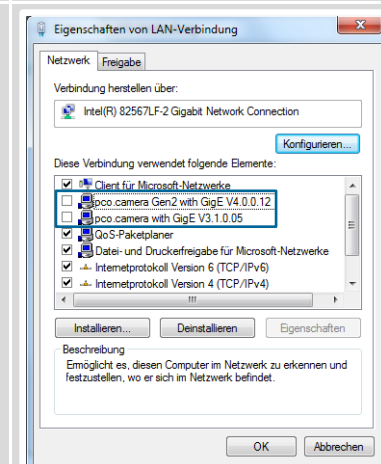 Eigenschaften von LAN-Verbindung
Netzwerk Freigabe
Verbindung herstellen über:
Intel(R) 82567LF-2 Gigabit Network Connection
Konfigurieren...
Diese Verbindung verwendet folgende Elemente:
Client für Microsoft-Netzwerke
pco.camera Gen2 with GigE V4.0.0.12
pco.camera with GigE V3.1.0.05
QoS-Paketplaner
Datei- und Druckerfreigabe für Microsoft-Netzwerke
Internetprotokoll Version 6 (TCP/IPv6)
Internetprotokoll Version 4 (TCP/IPv4)
Installieren... Deinstallieren Eigenschaften
Beschreibung
Ermöglicht es, diesen Computer im Netzwerk zu erkennen und
festzustellen, wo er sich im Netzwerk befindet.
OK Abbrechen